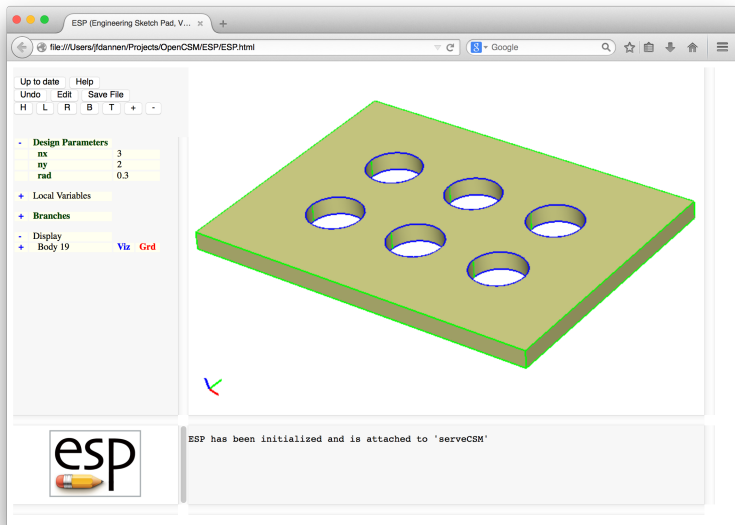 ESP (Engineering Sketch Pad, V... × +
file:///Users/jfdannen/Projects/OpenCSM/ESP/ESP.html
8 Google
Up to date Help
Undo Edit Save File
H L R B T + -
- Design Parameters
nx 3
ny 2
rad 0.3
+ Local Variables
+ Branches
- Display
+ Body 19 Viz Grd
esp
ESP has been initialized and is attached to 'serveCSM'